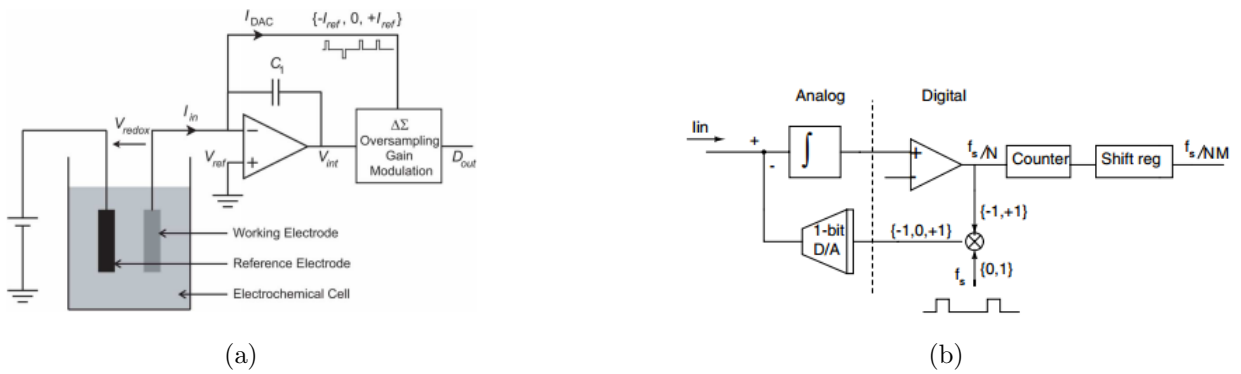 I_DAC {-I_ref, 0, +I_ref}
C_1
V_redox
I_in
−
+
V_ref
V_int
ΔΣ
Oversampling
Gain
Modulation
D_out
Working Electrode
Reference Electrode
Electrochemical Cell
(a)
Analog Digital
Iin
+
-
∫
+
-
f_s/N
Counter
Shift reg
f_s/NM
{-1,+1}
1-bit
D/A
{-1,0,+1}
f_s {0,1}
(b)